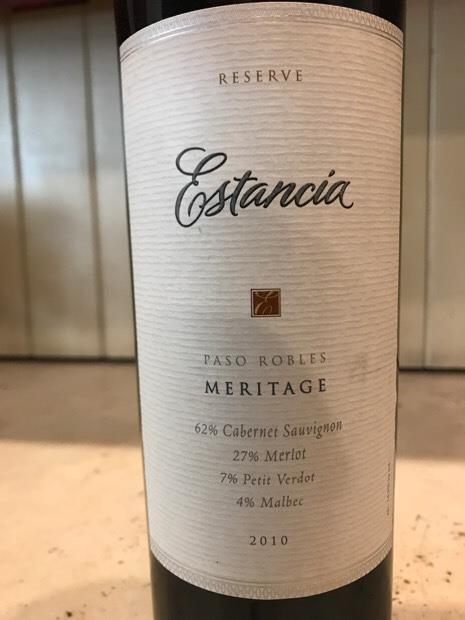 RESERVE
Estancia
E
PASO ROBLES
MERITAGE
62% Cabernet Sauvignon
27% Merlot
7% Petit Verdot
4% Malbec
2010